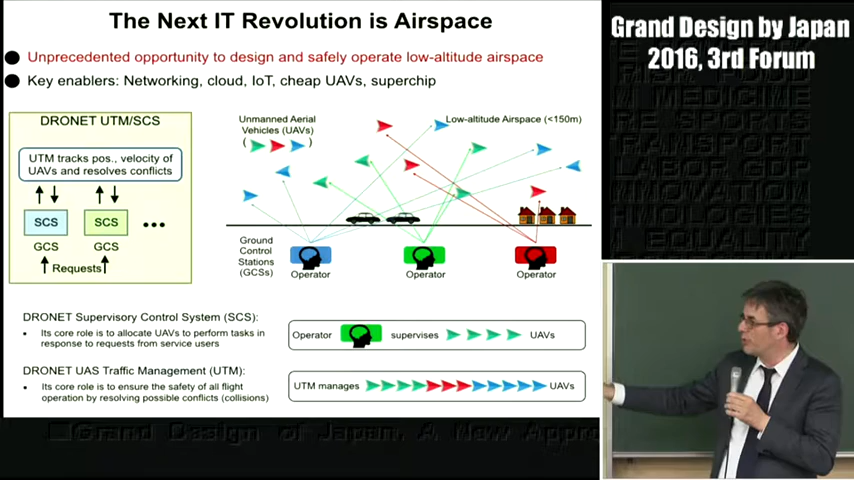 The Next IT Revolution is Airspace
Unprecedented opportunity to design and safely operate low-altitude airspace
Key enablers: Networking, cloud, IoT, cheap UAVs, superchip
DRONET UTM/SCS
UTM tracks pos., velocity of
UAVs and resolves conflicts
SCS
SCS
GCS
GCS
Requests
Unmanned Aerial
Vehicles (UAVs)
( )
Low-altitude Airspace (<150m)
Ground
Control
Stations
(GCSs)
Operator
Operator
Operator
DRONET Supervisory Control System (SCS):
• Its core role is to allocate UAVs to perform tasks in
response to requests from service users
Operator supervises UAVs
DRONET UAS Traffic Management (UTM):
• Its core role is to ensure the safety of all flight
operation by resolving possible conflicts (collisions)
UTM manages UAVs
Grand Design by Japan
2016, 3rd Forum
MEDICINE
LABOR GDP
INNOVATION
EQUALITY
Grand Design of Japan, A New